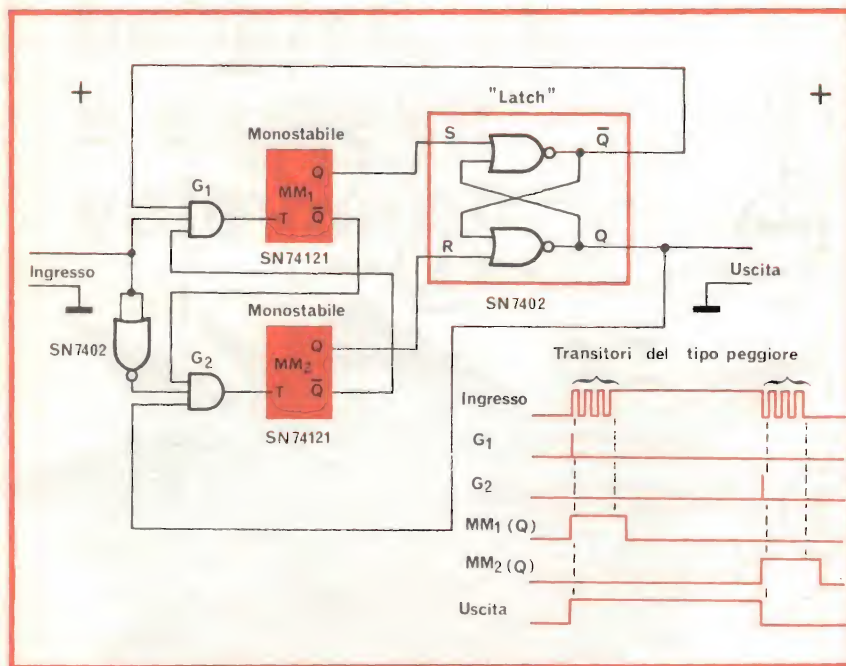 "Latch"
Monostabile
S
Q̅
Q
G₁
MM₁
T
Q̅
SN74121
R
Q
Ingresso
Monostabile
SN7402
Uscita
SN7402
G₂
Q
MM₂
T
Q̅
SN74121
Transitori del tipo peggiore
Ingresso
G₁
G₂
MM₁(Q)
MM₂(Q)
Uscita